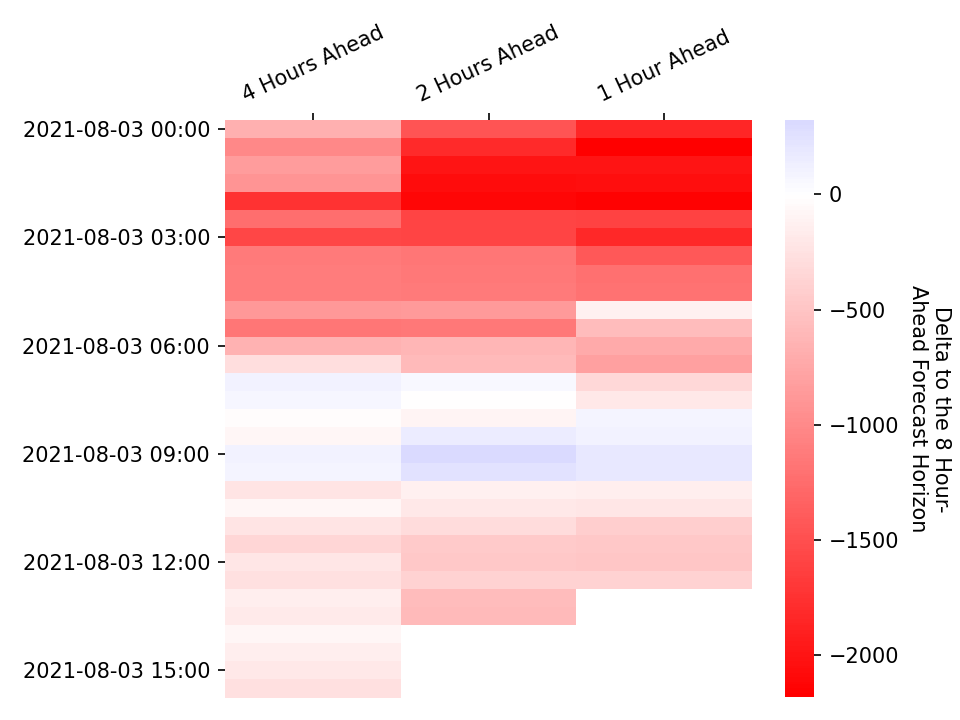 4 Hours Ahead
2 Hours Ahead
1 Hour Ahead
2021-08-03 00:00
2021-08-03 03:00
2021-08-03 06:00
2021-08-03 09:00
2021-08-03 12:00
2021-08-03 15:00
0
−500
−1000
−1500
−2000
Delta to the 8 Hour-
Ahead Forecast Horizon